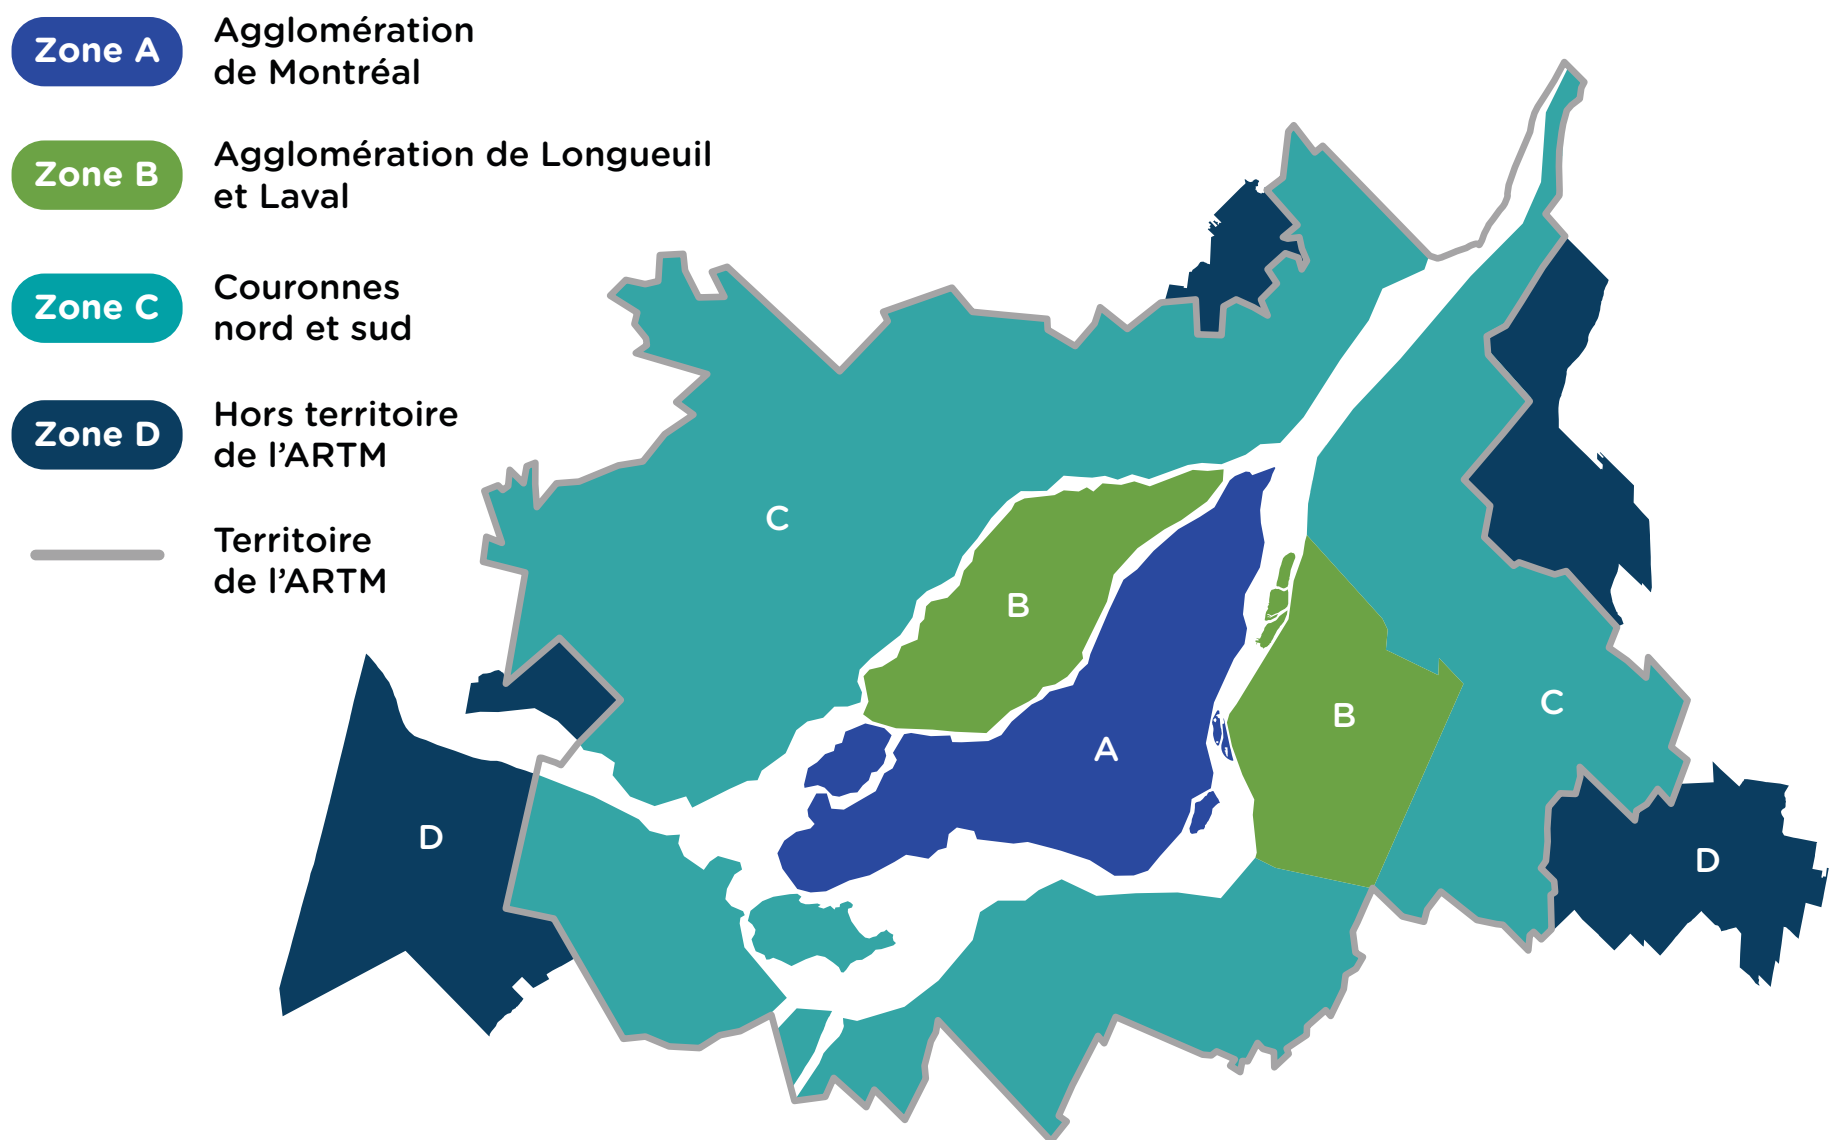 Zone A
Agglomération
de Montréal
Zone B
Agglomération de Longueuil
et Laval
Zone C
Couronnes
nord et sud
Zone D
Hors territoire
de l’ARTM
Territoire
de l’ARTM
C
B
A
B
C
D
D